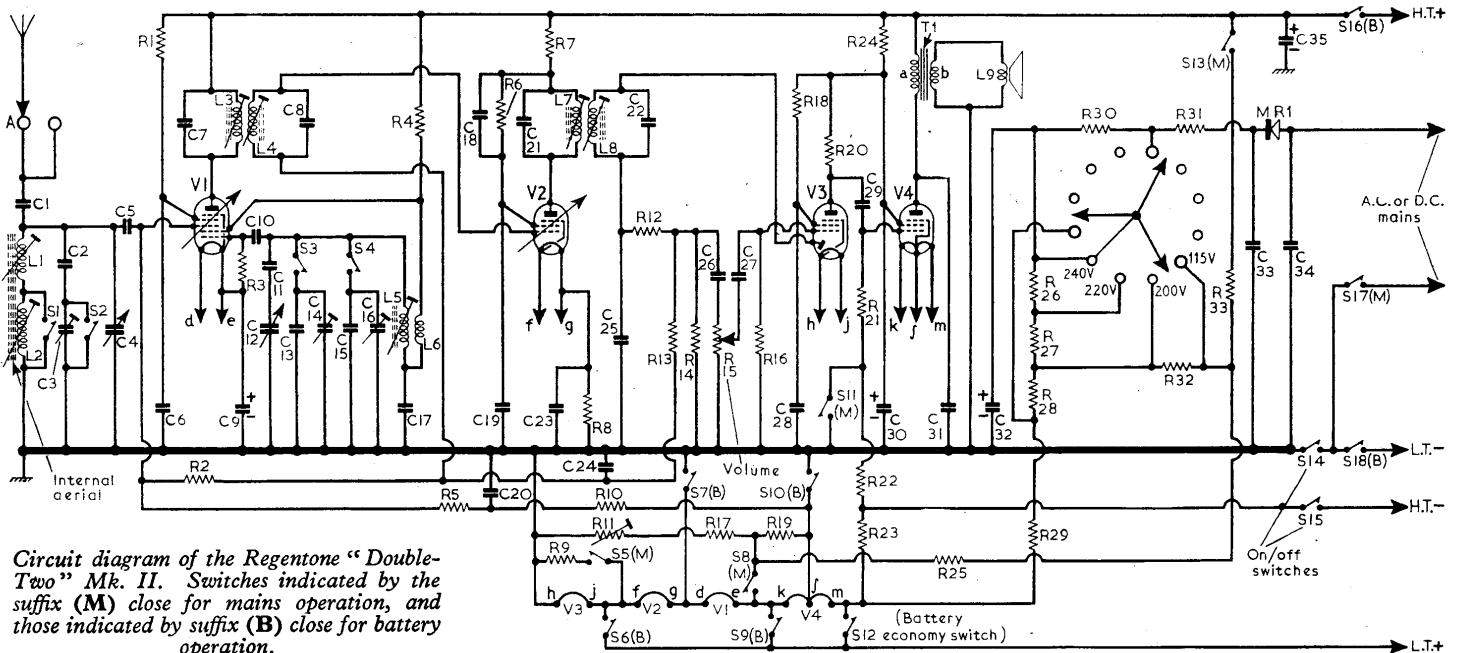 R1
R7
R24
T1
S16(B)
H.T.+
C35
+
-
S13(M)
a
b
L9
L3
C8
C7
L4
R4
R6
C18
L7
C22
C21
L8
R18
R20
R30
R31
MR1
A
V1
V2
V3
C29
V4
A.C. or D.C. mains
C1
C5
C10
R12
C26
C27
115V
C33
C34
L1
C2
R3
C11
S3
S4
240V
220V
200V
R26
R33
S17(M)
S1
S2
C4
L2
C3
d
e
C12
C13
C14
C15
C16
L5
L6
f
g
C25
R13
R14
R15
R16
h
j
R21
k
ʃ
m
R27
R32
R28
C6
C9
+
-
C17
C19
C23
R8
C28
S11(M)
C30
+
-
C31
C32
+
-
L.T.-
S14
S18(B)
Internal aerial
R2
C24
Volume
R5
C20
R10
S7(B)
S10(B)
R22
H.T.-
S15
R11
R17
R19
R23
R29
On/off switches
R9
S5(M)
S8(M)
R25
h
j
f
g
d
e
k
ʃ
m
V3
V2
V1
V4
S6(B)
S9(B)
S12
(Battery economy switch)
L.T.+
Circuit diagram of the Regentone "Double-
Two" Mk. II. Switches indicated by the
suffix (M) close for mains operation, and
those indicated by suffix (B) close for battery
operation.